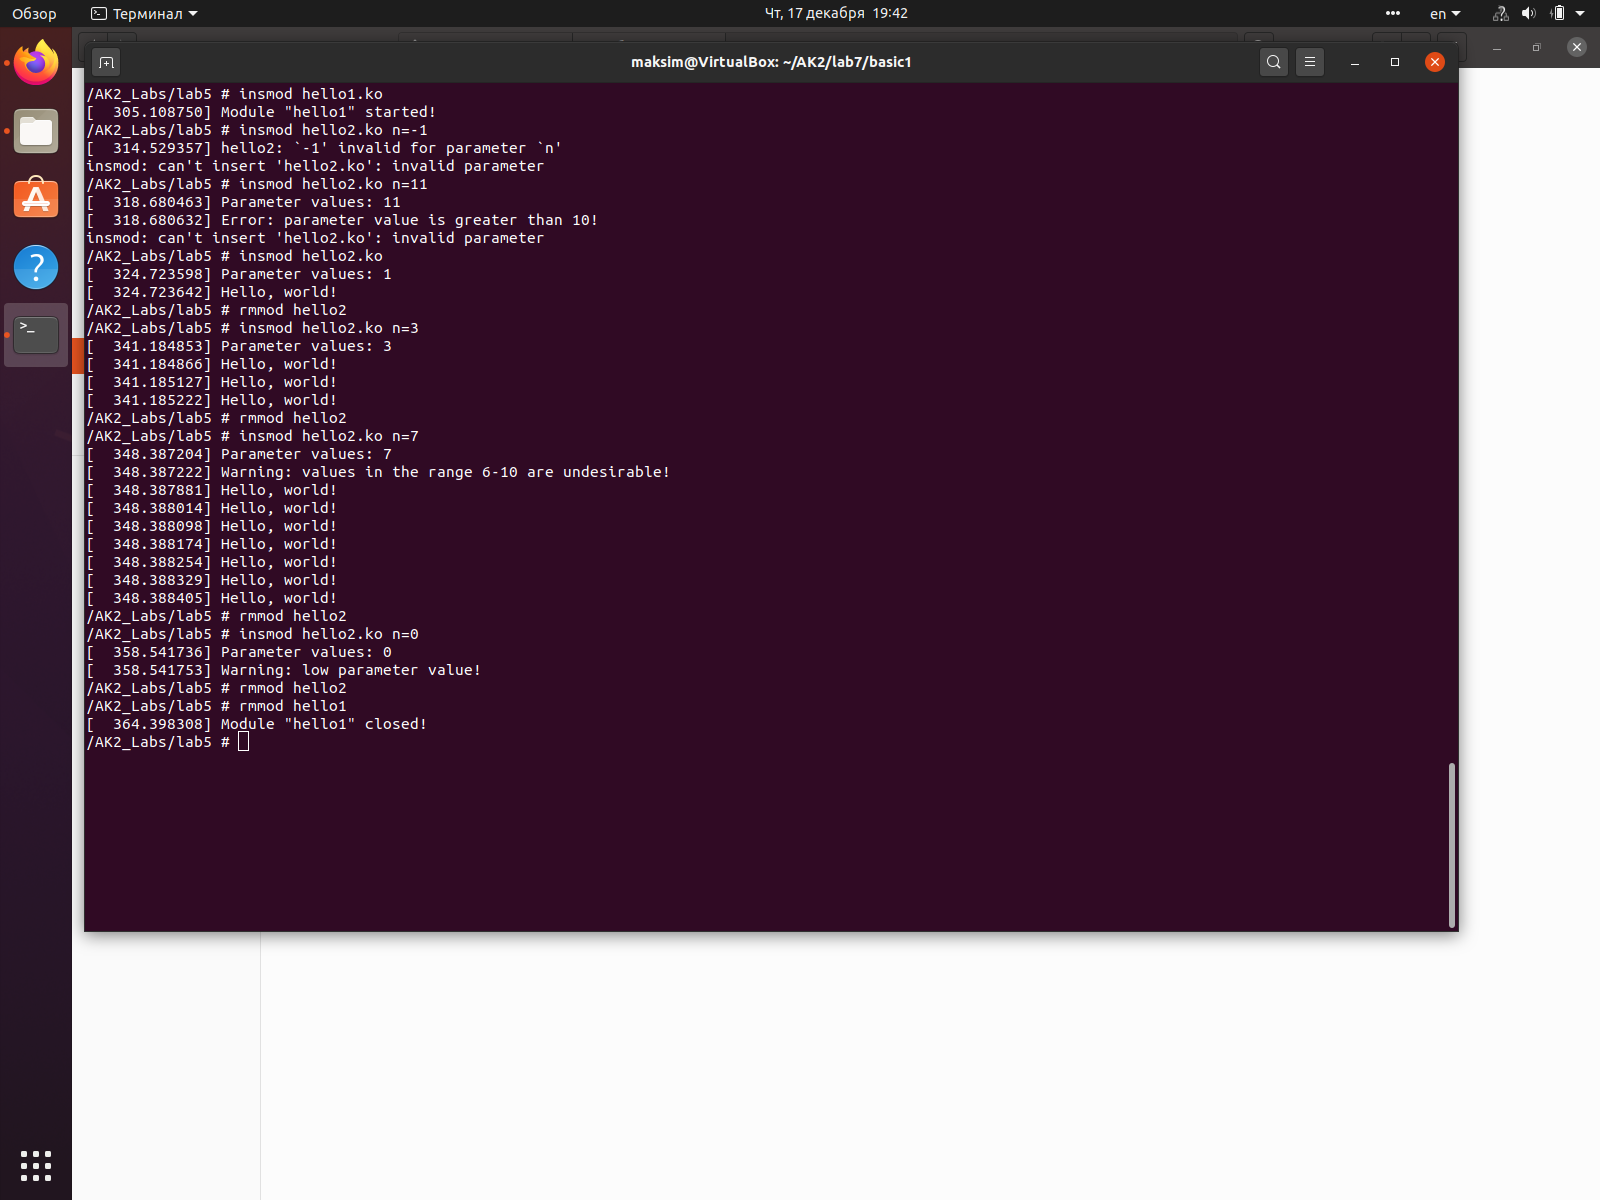 Обзор
Терминал
Чт, 17 декабря 19:42
en
maksim@VirtualBox: ~/AK2/lab7/basic1
/AK2_Labs/lab5 # insmod hello1.ko
[  305.108750] Module "hello1" started!
/AK2_Labs/lab5 # insmod hello2.ko n=-1
[  314.529357] hello2: `-1' invalid for parameter `n'
insmod: can't insert 'hello2.ko': invalid parameter
/AK2_Labs/lab5 # insmod hello2.ko n=11
[  318.680463] Parameter values: 11
[  318.680632] Error: parameter value is greater than 10!
insmod: can't insert 'hello2.ko': invalid parameter
/AK2_Labs/lab5 # insmod hello2.ko
[  324.723598] Parameter values: 1
[  324.723642] Hello, world!
/AK2_Labs/lab5 # rmmod hello2
/AK2_Labs/lab5 # insmod hello2.ko n=3
[  341.184853] Parameter values: 3
[  341.184866] Hello, world!
[  341.185127] Hello, world!
[  341.185222] Hello, world!
/AK2_Labs/lab5 # rmmod hello2
/AK2_Labs/lab5 # insmod hello2.ko n=7
[  348.387204] Parameter values: 7
[  348.387222] Warning: values in the range 6-10 are undesirable!
[  348.387881] Hello, world!
[  348.388014] Hello, world!
[  348.388098] Hello, world!
[  348.388174] Hello, world!
[  348.388254] Hello, world!
[  348.388329] Hello, world!
[  348.388405] Hello, world!
/AK2_Labs/lab5 # rmmod hello2
/AK2_Labs/lab5 # insmod hello2.ko n=0
[  358.541736] Parameter values: 0
[  358.541753] Warning: low parameter value!
/AK2_Labs/lab5 # rmmod hello2
/AK2_Labs/lab5 # rmmod hello1
[  364.398308] Module "hello1" closed!
/AK2_Labs/lab5 #